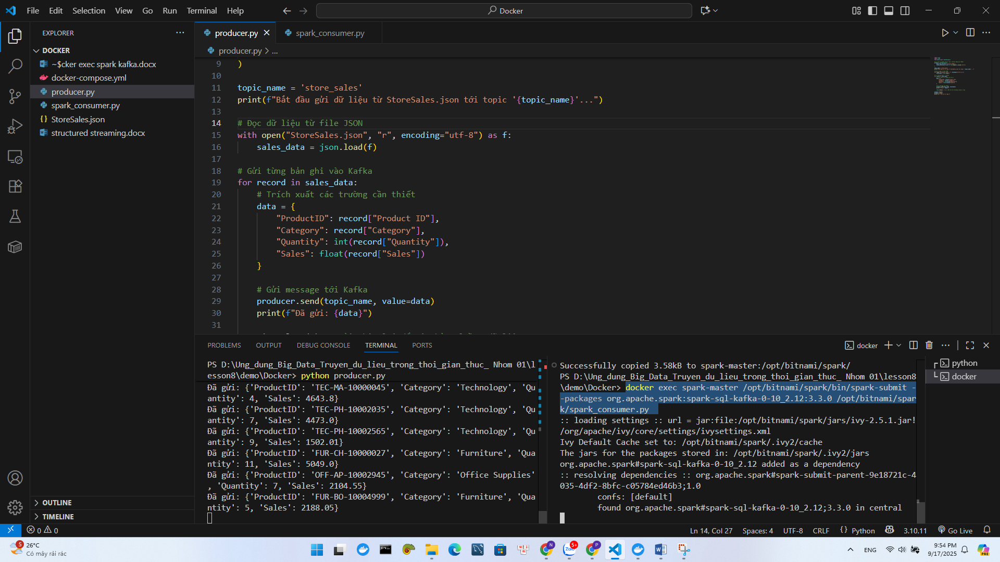 File Edit Selection View Go Run Terminal Help
Docker
EXPLORER
DOCKER
~$cker exec spark kafka.docx
docker-compose.yml
producer.py
spark_consumer.py
StoreSales.json
structured streaming.docx
OUTLINE
TIMELINE
producer.py
spark_consumer.py
producer.py > ...
9 )
10
11 topic_name = 'store_sales'
12 print(f"Bắt đầu gửi dữ liệu từ StoreSales.json tới topic '{topic_name}'...")
13
14 # Đọc dữ liệu từ file JSON
15 with open("StoreSales.json", "r", encoding="utf-8") as f:
16 sales_data = json.load(f)
17
18 # Gửi từng bản ghi vào Kafka
19 for record in sales_data:
20 # Trích xuất các trường cần thiết
21 data = {
22 "ProductID": record["Product ID"],
23 "Category": record["Category"],
24 "Quantity": int(record["Quantity"]),
25 "Sales": float(record["Sales"])
26 }
27
28 # Gửi message tới Kafka
29 producer.send(topic_name, value=data)
30 print(f"Đã gửi: {data}")
31
PROBLEMS OUTPUT DEBUG CONSOLE TERMINAL PORTS
docker
PS D:\Ung_dung_Big_Data_Truyen_du_lieu_trong_thoi_gian_thuc_ Nhom 01\l
esson8\demo\Docker> python producer.py
Đã gửi: {'ProductID': 'TEC-MA-10000045', 'Category': 'Technology', 'Qu
antity': 4, 'Sales': 4643.8}
Đã gửi: {'ProductID': 'TEC-PH-10002035', 'Category': 'Technology', 'Qu
antity': 7, 'Sales': 4473.0}
Đã gửi: {'ProductID': 'TEC-PH-10002565', 'Category': 'Technology', 'Qu
antity': 9, 'Sales': 1502.01}
Đã gửi: {'ProductID': 'FUR-CH-10000027', 'Category': 'Furniture', 'Qua
ntity': 11, 'Sales': 5049.0}
Đã gửi: {'ProductID': 'OFF-AP-10002945', 'Category': 'Office Supplies'
, 'Quantity': 7, 'Sales': 2104.55}
Đã gửi: {'ProductID': 'FUR-BO-10004999', 'Category': 'Furniture', 'Qua
ntity': 5, 'Sales': 2188.05}
Successfully copied 3.58kB to spark-master:/opt/bitnami/spark/
PS D:\Ung_dung_Big_Data_Truyen_du_lieu_trong_thoi_gian_thuc_ Nhom 01\lesson8
\demo\Docker> docker exec spark-master /opt/bitnami/spark/bin/spark-submit -
-packages org.apache.spark:spark-sql-kafka-0-10_2.12:3.3.0 /opt/bitnami/spar
k/spark_consumer.py
:: loading settings :: url = jar:file:/opt/bitnami/spark/jars/ivy-2.5.1.jar!
/org/apache/ivy/core/settings/ivysettings.xml
Ivy Default Cache set to: /opt/bitnami/spark/.ivy2/cache
The jars for the packages stored in: /opt/bitnami/spark/.ivy2/jars
org.apache.spark#spark-sql-kafka-0-10_2.12 added as a dependency
:: resolving dependencies :: org.apache.spark#spark-submit-parent-9e18721c-4
035-4df2-8bfc-c05784ed46b3;1.0
confs: [default]
found org.apache.spark#spark-sql-kafka-0-10_2.12;3.3.0 in central
python
docker
0 0
Ln 14, Col 27 Spaces: 4 UTF-8 CRLF {} Python 3.10.11 Go Live
5
26°C
Có mây rải rác
N
Zalo
5+
P
ENG
9:54 PM
9/17/2025
PRE